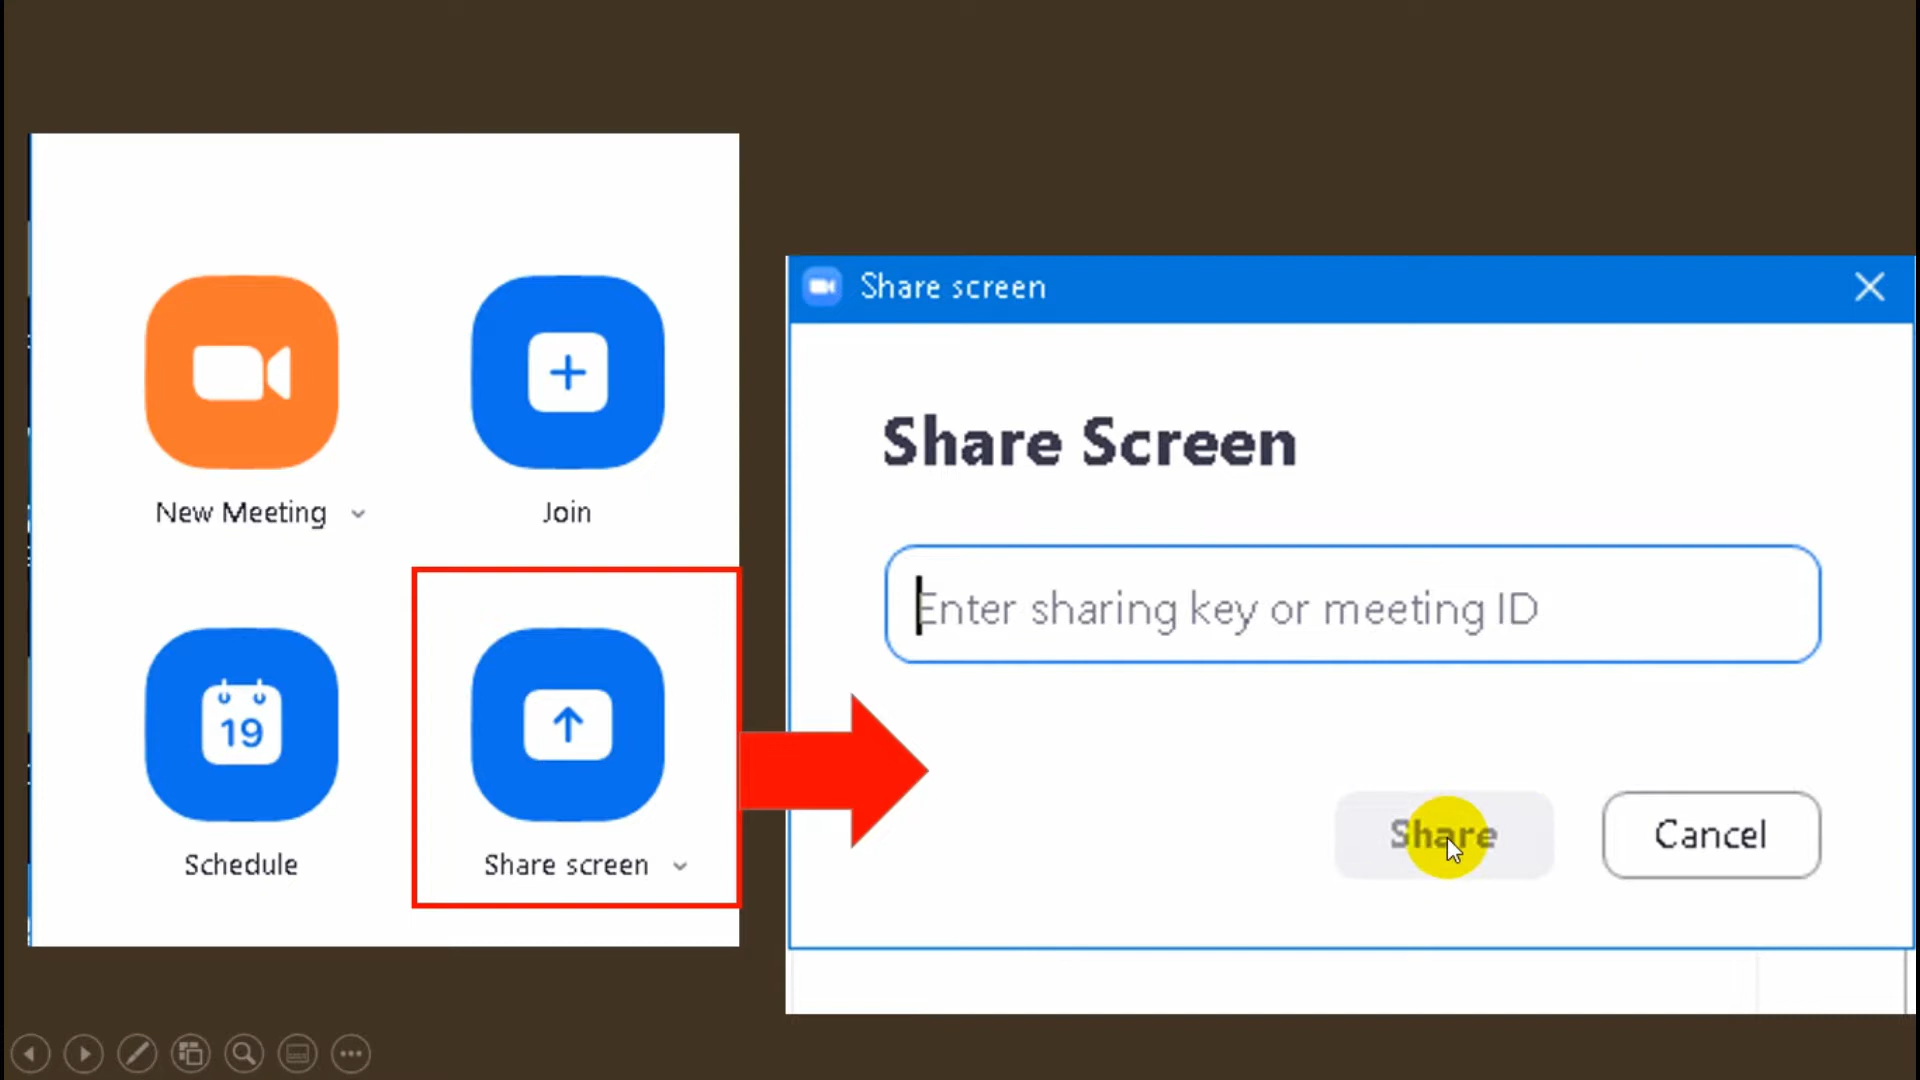 New Meeting
Join
19
Schedule
Share screen
Share screen
Share Screen
Enter sharing key or meeting ID
Share
Cancel